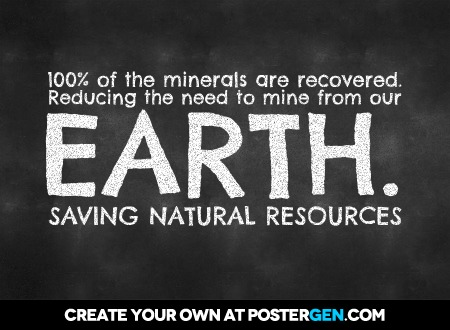 100% of the minerals are recovered.
Reducing the need to mine from our
EARTH.
SAVING NATURAL RESOURCES
CREATE YOUR OWN AT POSTERGEN.COM